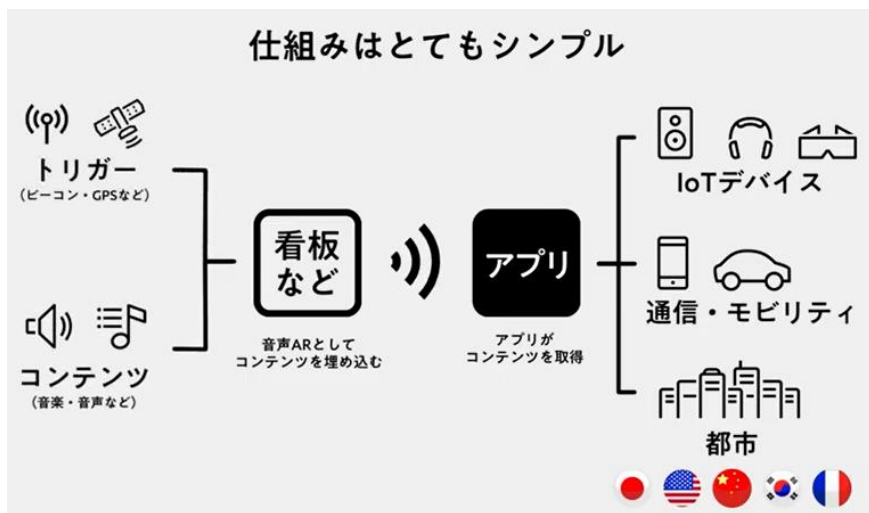 仕組みはとてもシンプル
トリガー
（ビーコン・GPSなど）
コンテンツ
（音楽・音声など）
看板
など
音声ARとして
コンテンツを埋め込む
アプリ
アプリが
コンテンツを取得
IoTデバイス
通信・モビリティ
都市